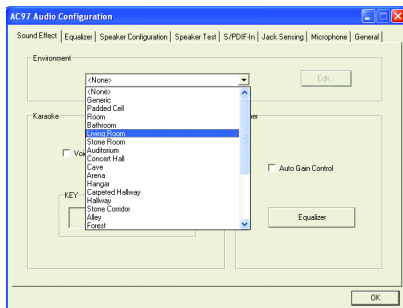 AC97 Audio Configuration
Sound Effect Equalizer Speaker Configuration Speaker Test S/PDIF-In Jack Sensing Microphone General
Environment
<None>
Edit...
<None>
Generic
Padded Cell
Room
Bathroom
Living Room
Stone Room
Auditorium
Concert Hall
Cave
Arena
Hangar
Carpeted Hallway
Hallway
Stone Corridor
Alley
Forest
Karaoke
KEY
Auto Gain Control
Equalizer
OK